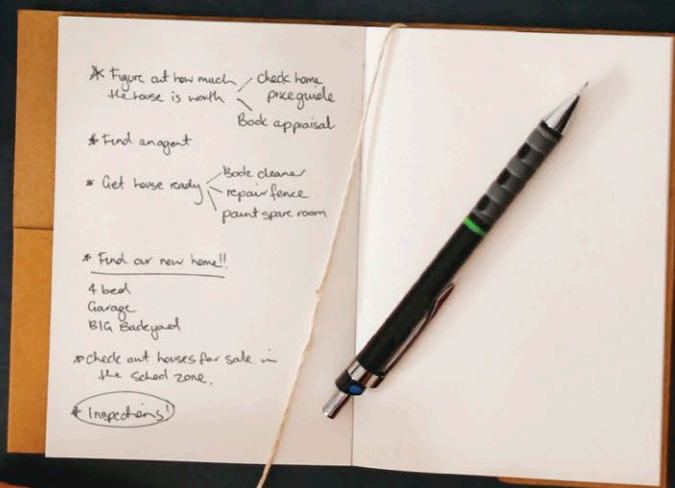 * Figure out how much
the house is worth
check home
price guide
Book appraisal
* Find an agent
* Get house ready
Book cleaner
repair fence
paint spare room
* Find our new home!!
4 bed
Garage
BIG Backyard
* Check out houses for sale in
the school zone.
* Inspections!